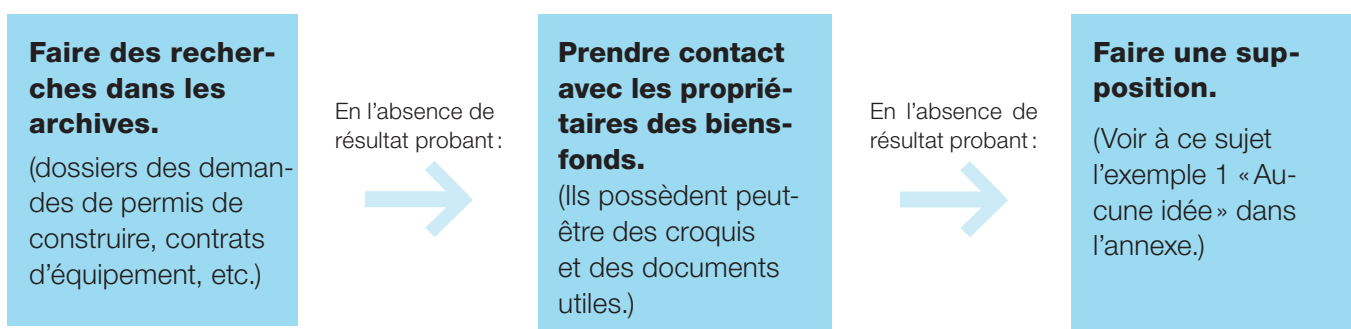 Faire des recher-
ches dans les
archives.
(dossiers des deman-
des de permis de
construire, contrats
d'équipement, etc.)
En l'absence de
résultat probant :
Prendre contact
avec les proprié-
taires des biens-
fonds.
(Ils possèdent peut-
être des croquis
et des documents
utiles.)
En l'absence de
résultat probant :
Faire une sup-
position.
(Voir à ce sujet
l'exemple 1 « Au-
cune idée » dans
l'annexe.)